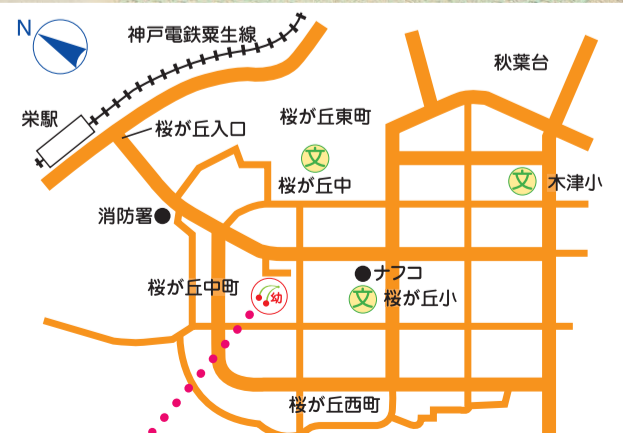 N
神戸電鉄粟生線
秋葉台
栄駅
桜が丘入口
桜が丘東町
文
桜が丘中
文
木津小
消防署
ナフコ
桜が丘中町
幼
文
桜が丘小
桜が丘西町